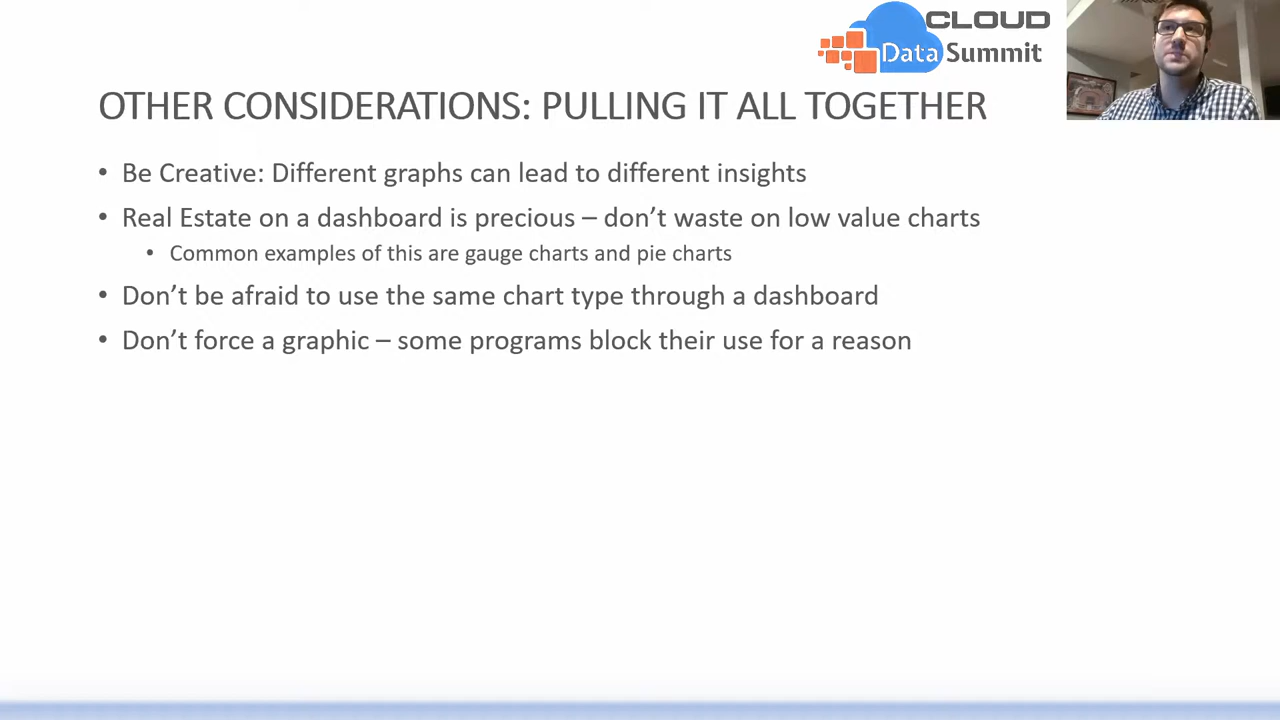 CLOUD
Data Summit
OTHER CONSIDERATIONS: PULLING IT ALL TOGETHER
• Be Creative: Different graphs can lead to different insights
• Real Estate on a dashboard is precious – don’t waste on low value charts
• Common examples of this are gauge charts and pie charts
• Don’t be afraid to use the same chart type through a dashboard
• Don’t force a graphic – some programs block their use for a reason